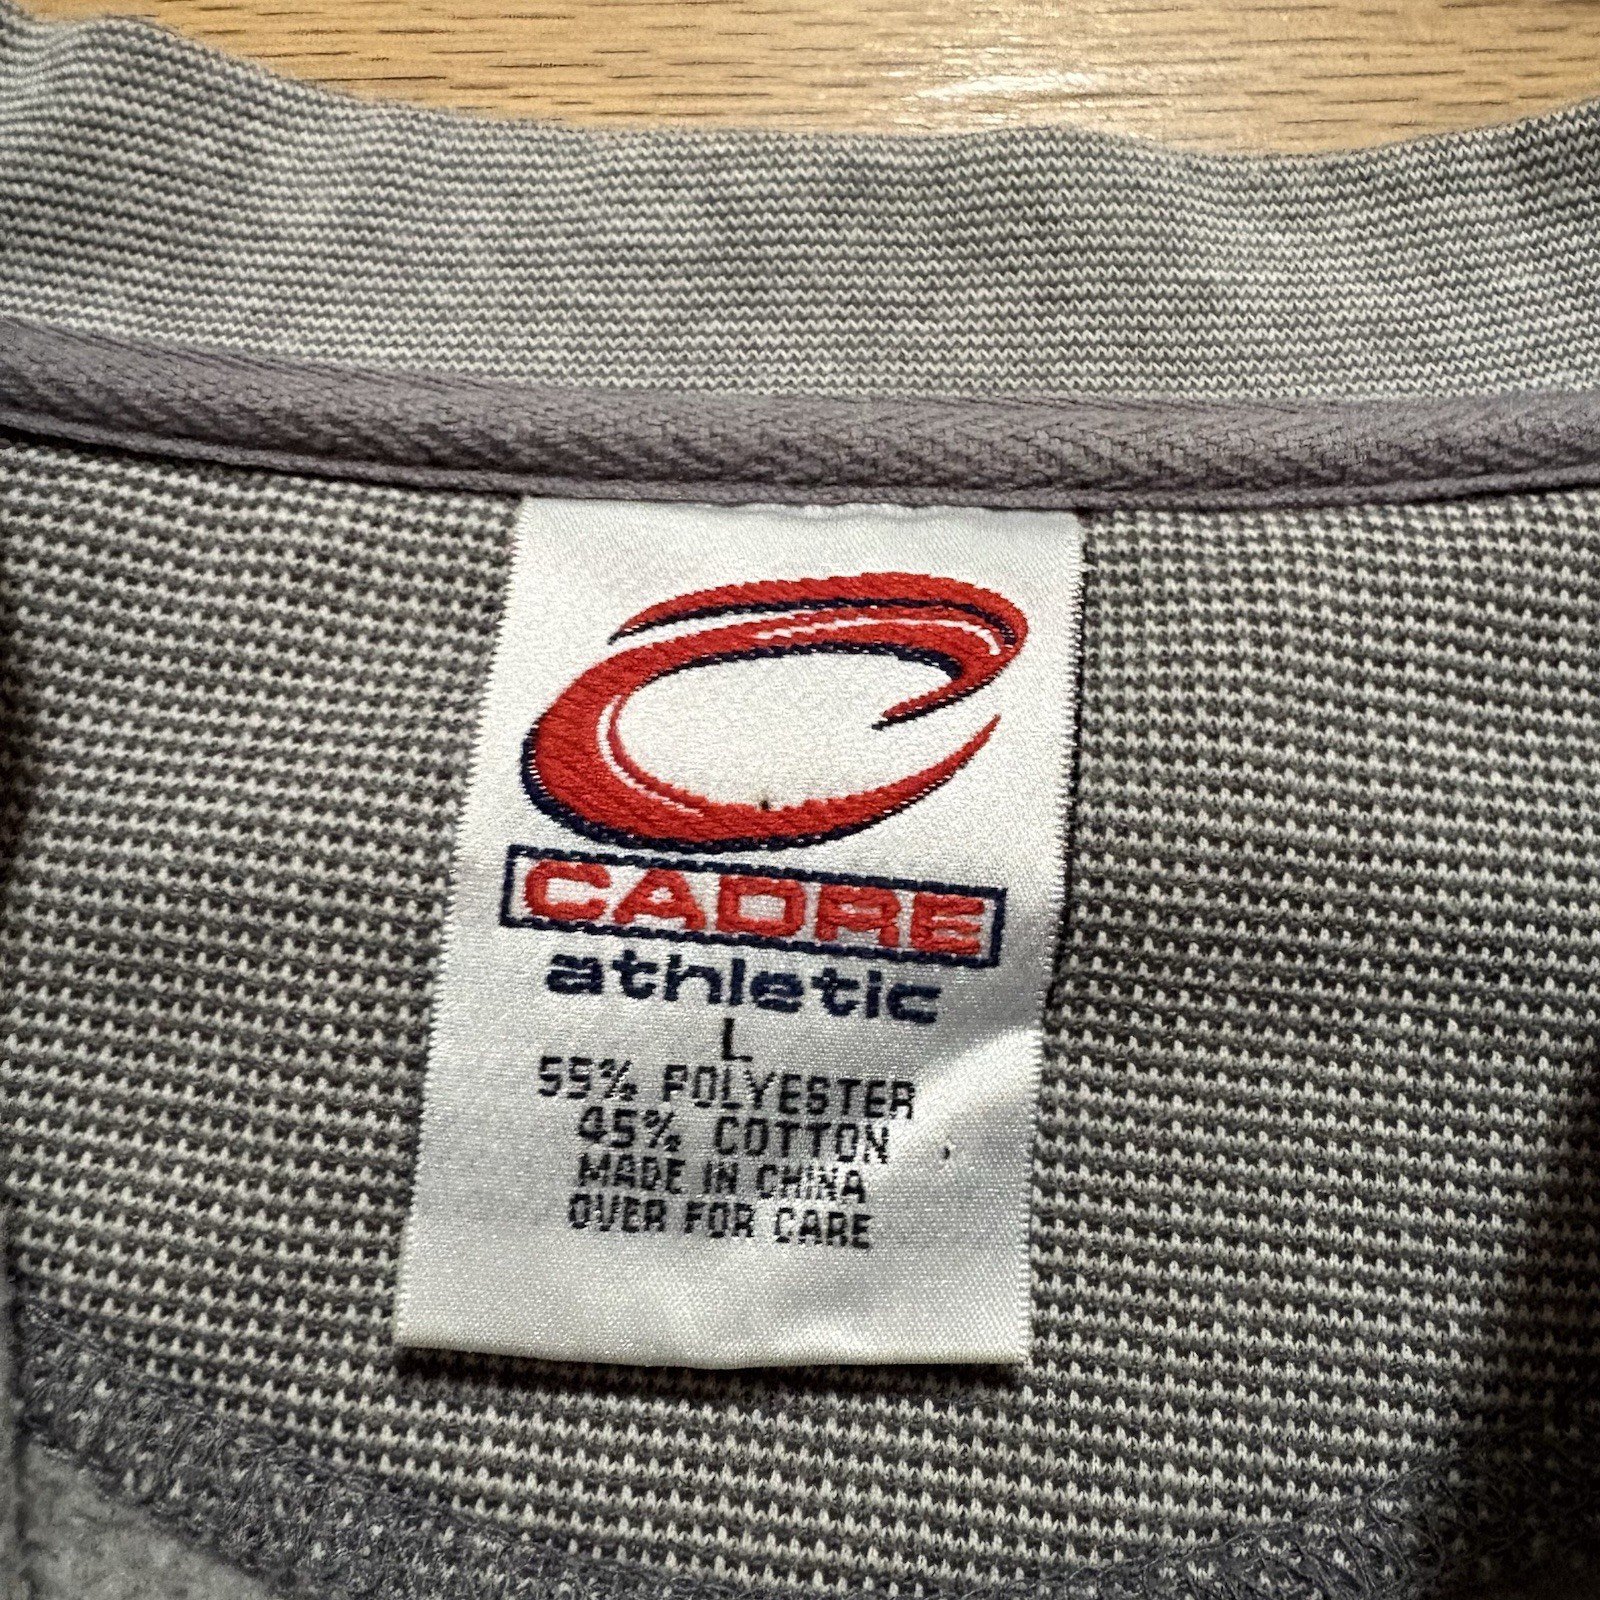 CADRE
athletic
L
55% POLYESTER
45% COTTON
MADE IN CHINA
OVER FOR CARE